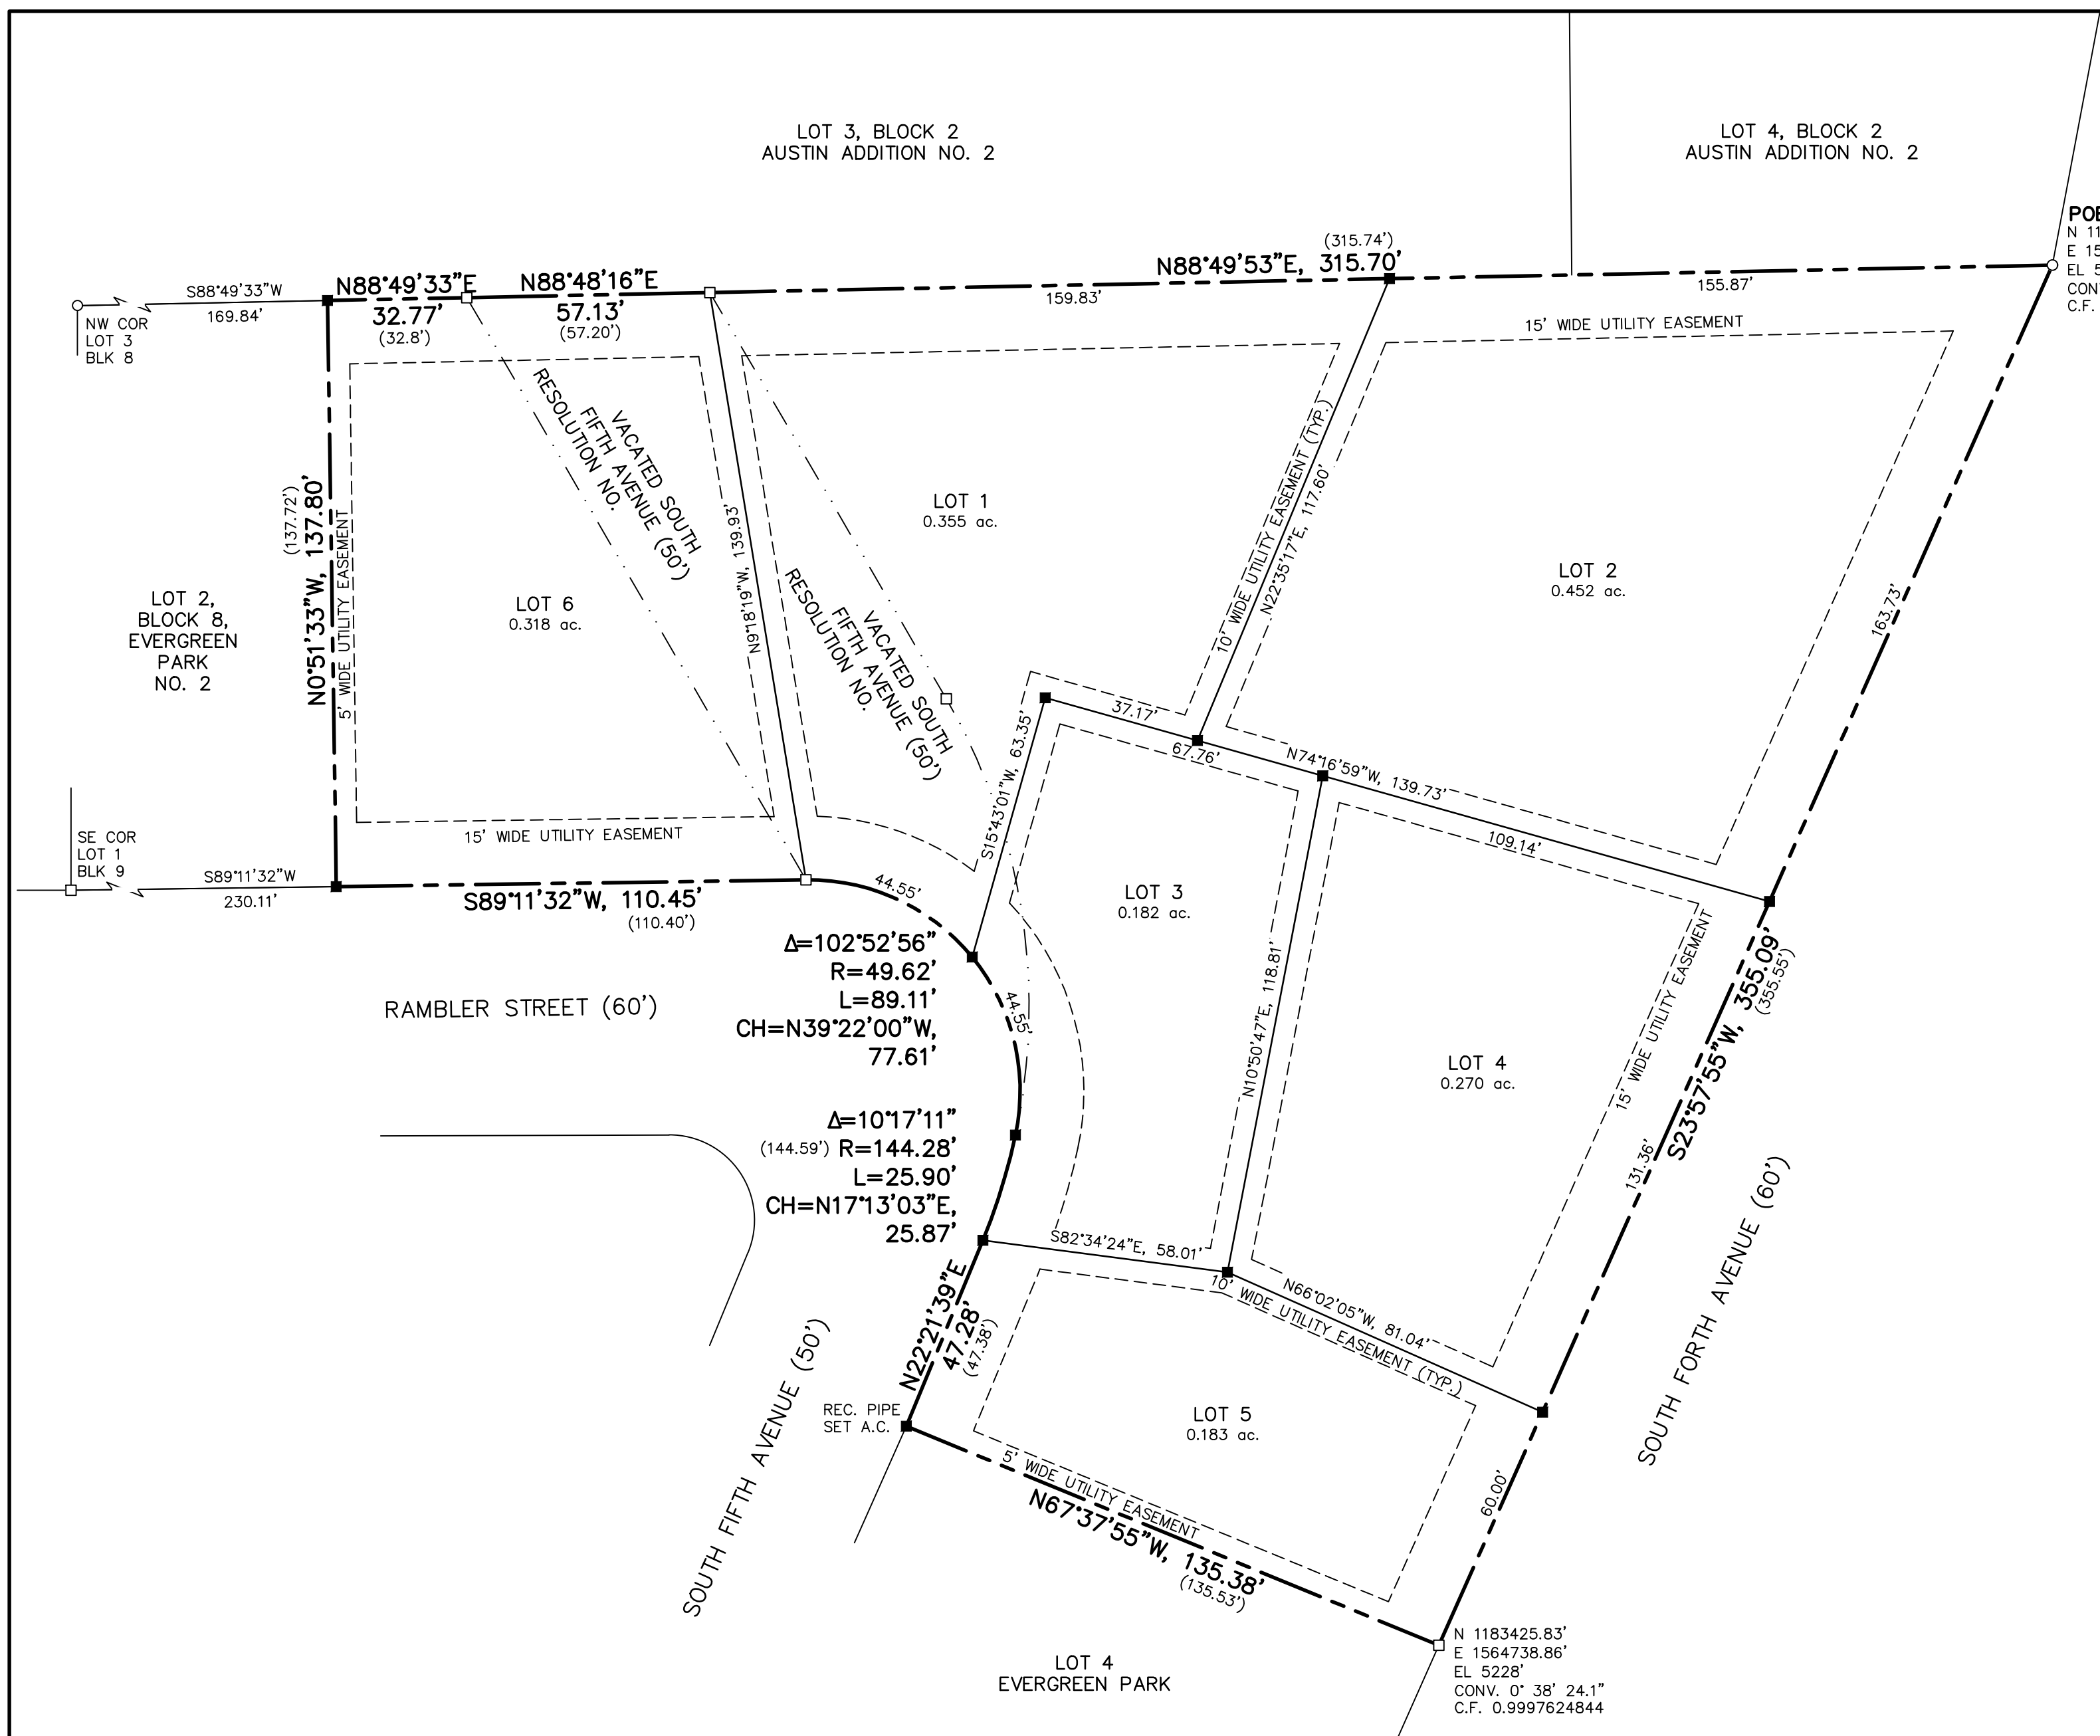 LOT 3, BLOCK 2
AUSTIN ADDITION NO. 2
LOT 4, BLOCK 2
AUSTIN ADDITION NO. 2
POB
N 11
E 15
EL 5
CON
C.F.
(315.74')
N88°49'53"E, 315.70'
159.83'
155.87'
S88°49'33"W
169.84'
NW COR
LOT 3
BLK 8
N88°49'33"E
32.77'
(32.8')
N88°48'16"E
57.13'
(57.20')
15' WIDE UTILITY EASEMENT
VACATED SOUTH
FIFTH AVENUE (50')
RESOLUTION NO.
LOT 1
0.355 ac.
10' WIDE UTILITY EASEMENT (TYP.)
N22°35'17"E, 117.60'
LOT 2
0.452 ac.
163.73'
(137.72')
N0°51'33"W, 137.80'
5' WIDE UTILITY EASEMENT
LOT 2,
BLOCK 8,
EVERGREEN
PARK
NO. 2
LOT 6
0.318 ac.
N9°18'19"W, 139.93'
VACATED SOUTH
FIFTH AVENUE (50')
RESOLUTION NO.
S15°43'01"W, 63.35'
37.17'
67.76'
N74°16'59"W, 139.73'
109.14'
15' WIDE UTILITY EASEMENT
SE COR
LOT 1
BLK 9
S89°11'32"W
230.11'
S89°11'32"W, 110.45'
(110.40')
44.55'
LOT 3
0.182 ac.
Δ=102°52'56"
R=49.62'
L=89.11'
CH=N39°22'00"W,
77.61'
44.55'
RAMBLER STREET (60')
N10°50'47"E, 118.81'
LOT 4
0.270 ac.
15' WIDE UTILITY EASEMENT
S23°57'55"W, 355.09'
(355.55')
131.36'
Δ=10°17'11"
(144.59') R=144.28'
L=25.90'
CH=N17°13'03"E,
25.87'
S82°34'24"E, 58.01'
N66°02'05"W, 81.04'
10' WIDE UTILITY EASEMENT (TYP.)
SOUTH FORTH AVENUE (60')
N22°21'39"E
47.28'
(47.38')
REC. PIPE
SET A.C.
SOUTH FIFTH AVENUE (50')
LOT 5
0.183 ac.
60.00'
5' WIDE UTILITY EASEMENT
N67°37'55"W, 135.38'
(135.53')
LOT 4
EVERGREEN PARK
N 1183425.83'
E 1564738.86'
EL 5228'
CONV. 0° 38' 24.1"
C.F. 0.9997624844